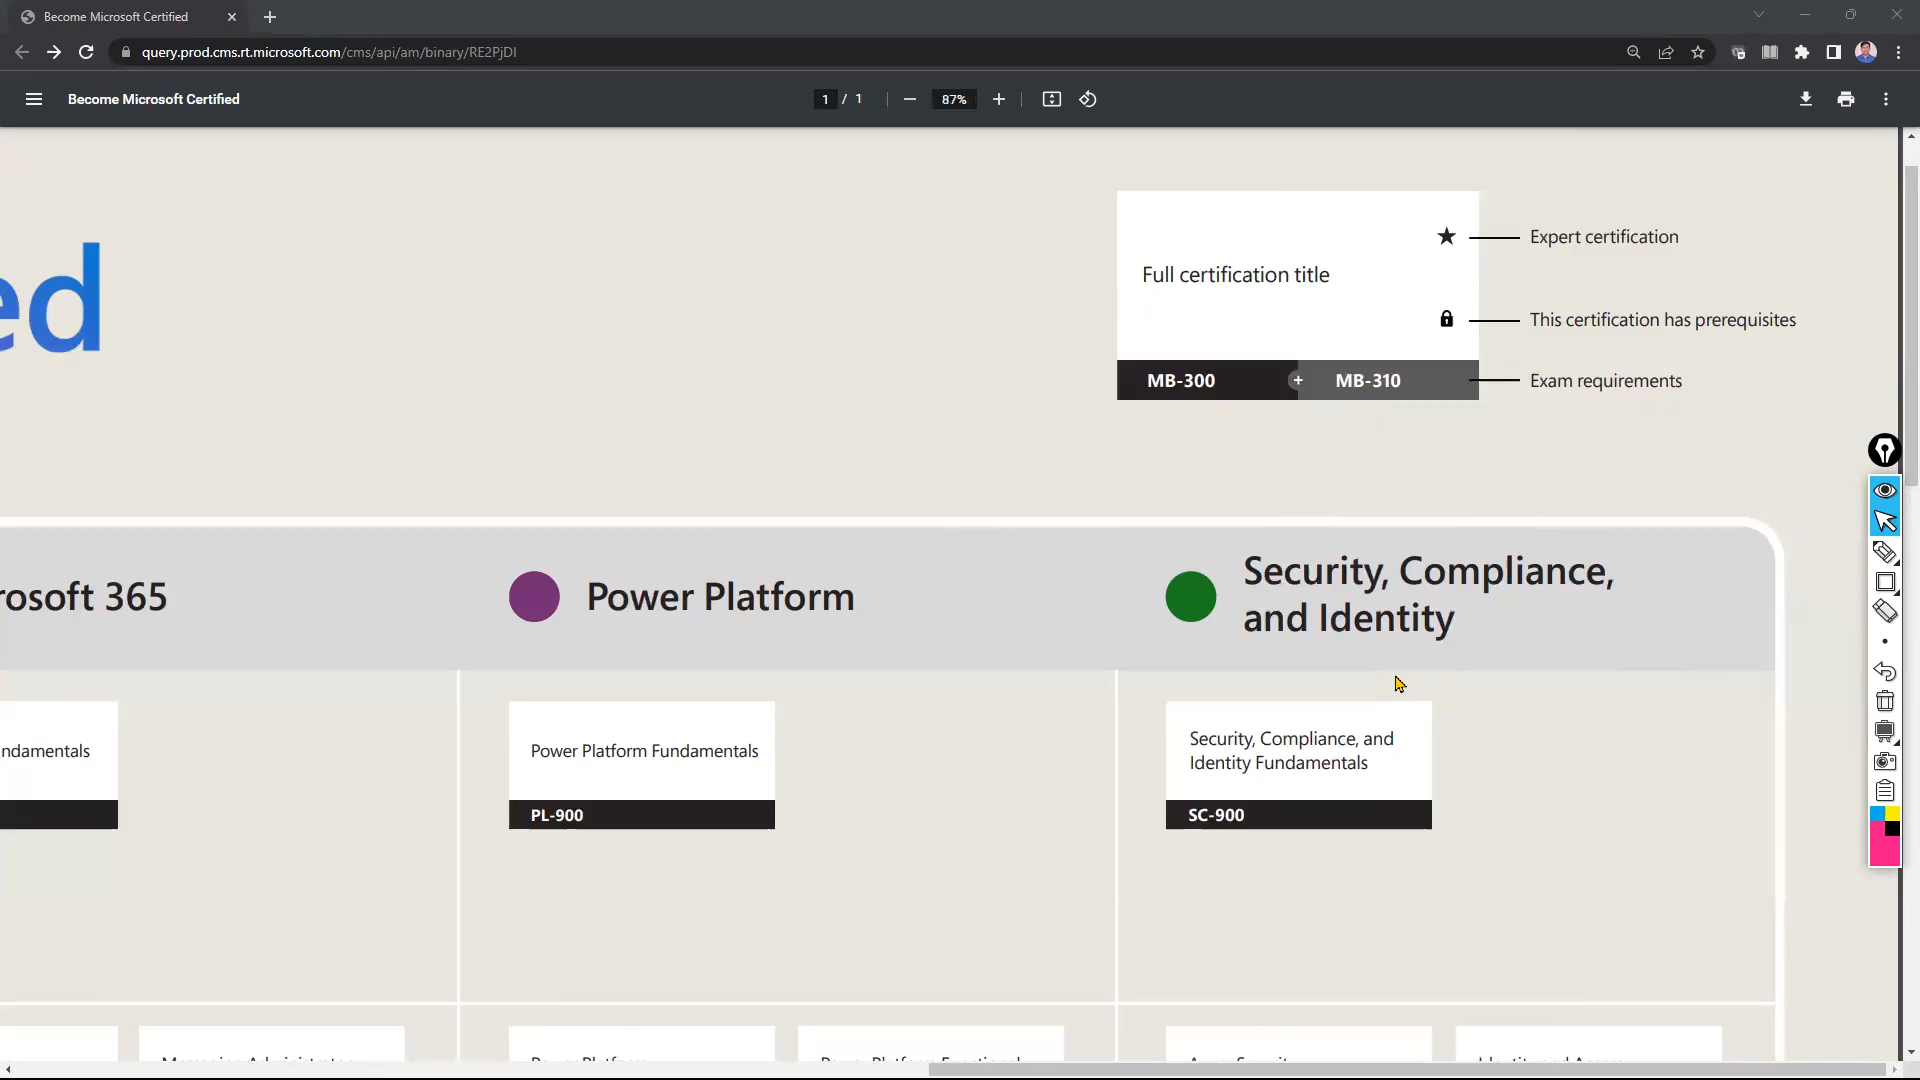 Become Microsoft Certified
query.prod.cms.rt.microsoft.com/cms/api/am/binary/RE2PjDI
Become Microsoft Certified
1 / 1
87%
ed
Full certification title
Expert certification
This certification has prerequisites
MB-300 + MB-310
Exam requirements
rosoft 365
Power Platform
Security, Compliance,
and Identity
ndamentals
Power Platform Fundamentals
PL-900
Security, Compliance, and
Identity Fundamentals
SC-900